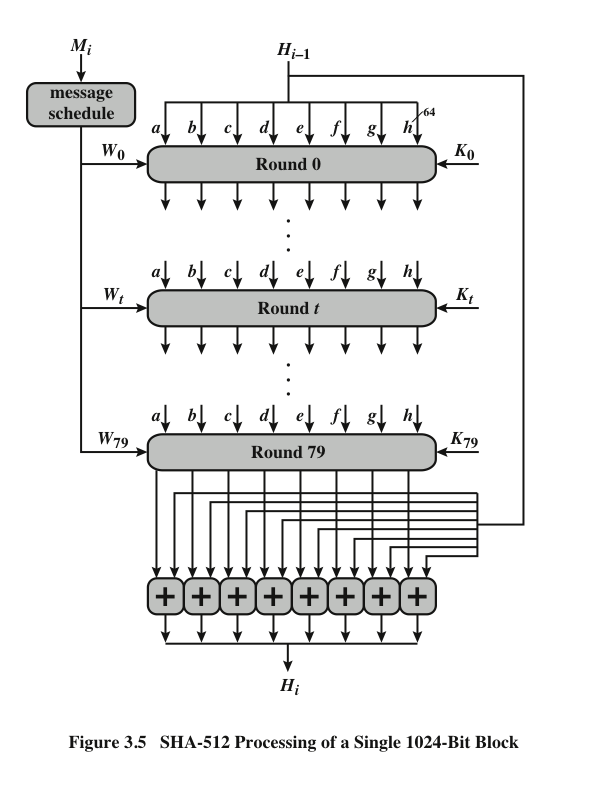 Mi Hi–1
message
schedule
64
a b c d e f g h
W0 Round 0 K0
a b c d e f g h
Wt Round t Kt
a b c d e f g h
W79 Round 79 K79
+ + + + + + + +
Hi
Figure 3.5 SHA-512 Processing of a Single 1024-Bit Block